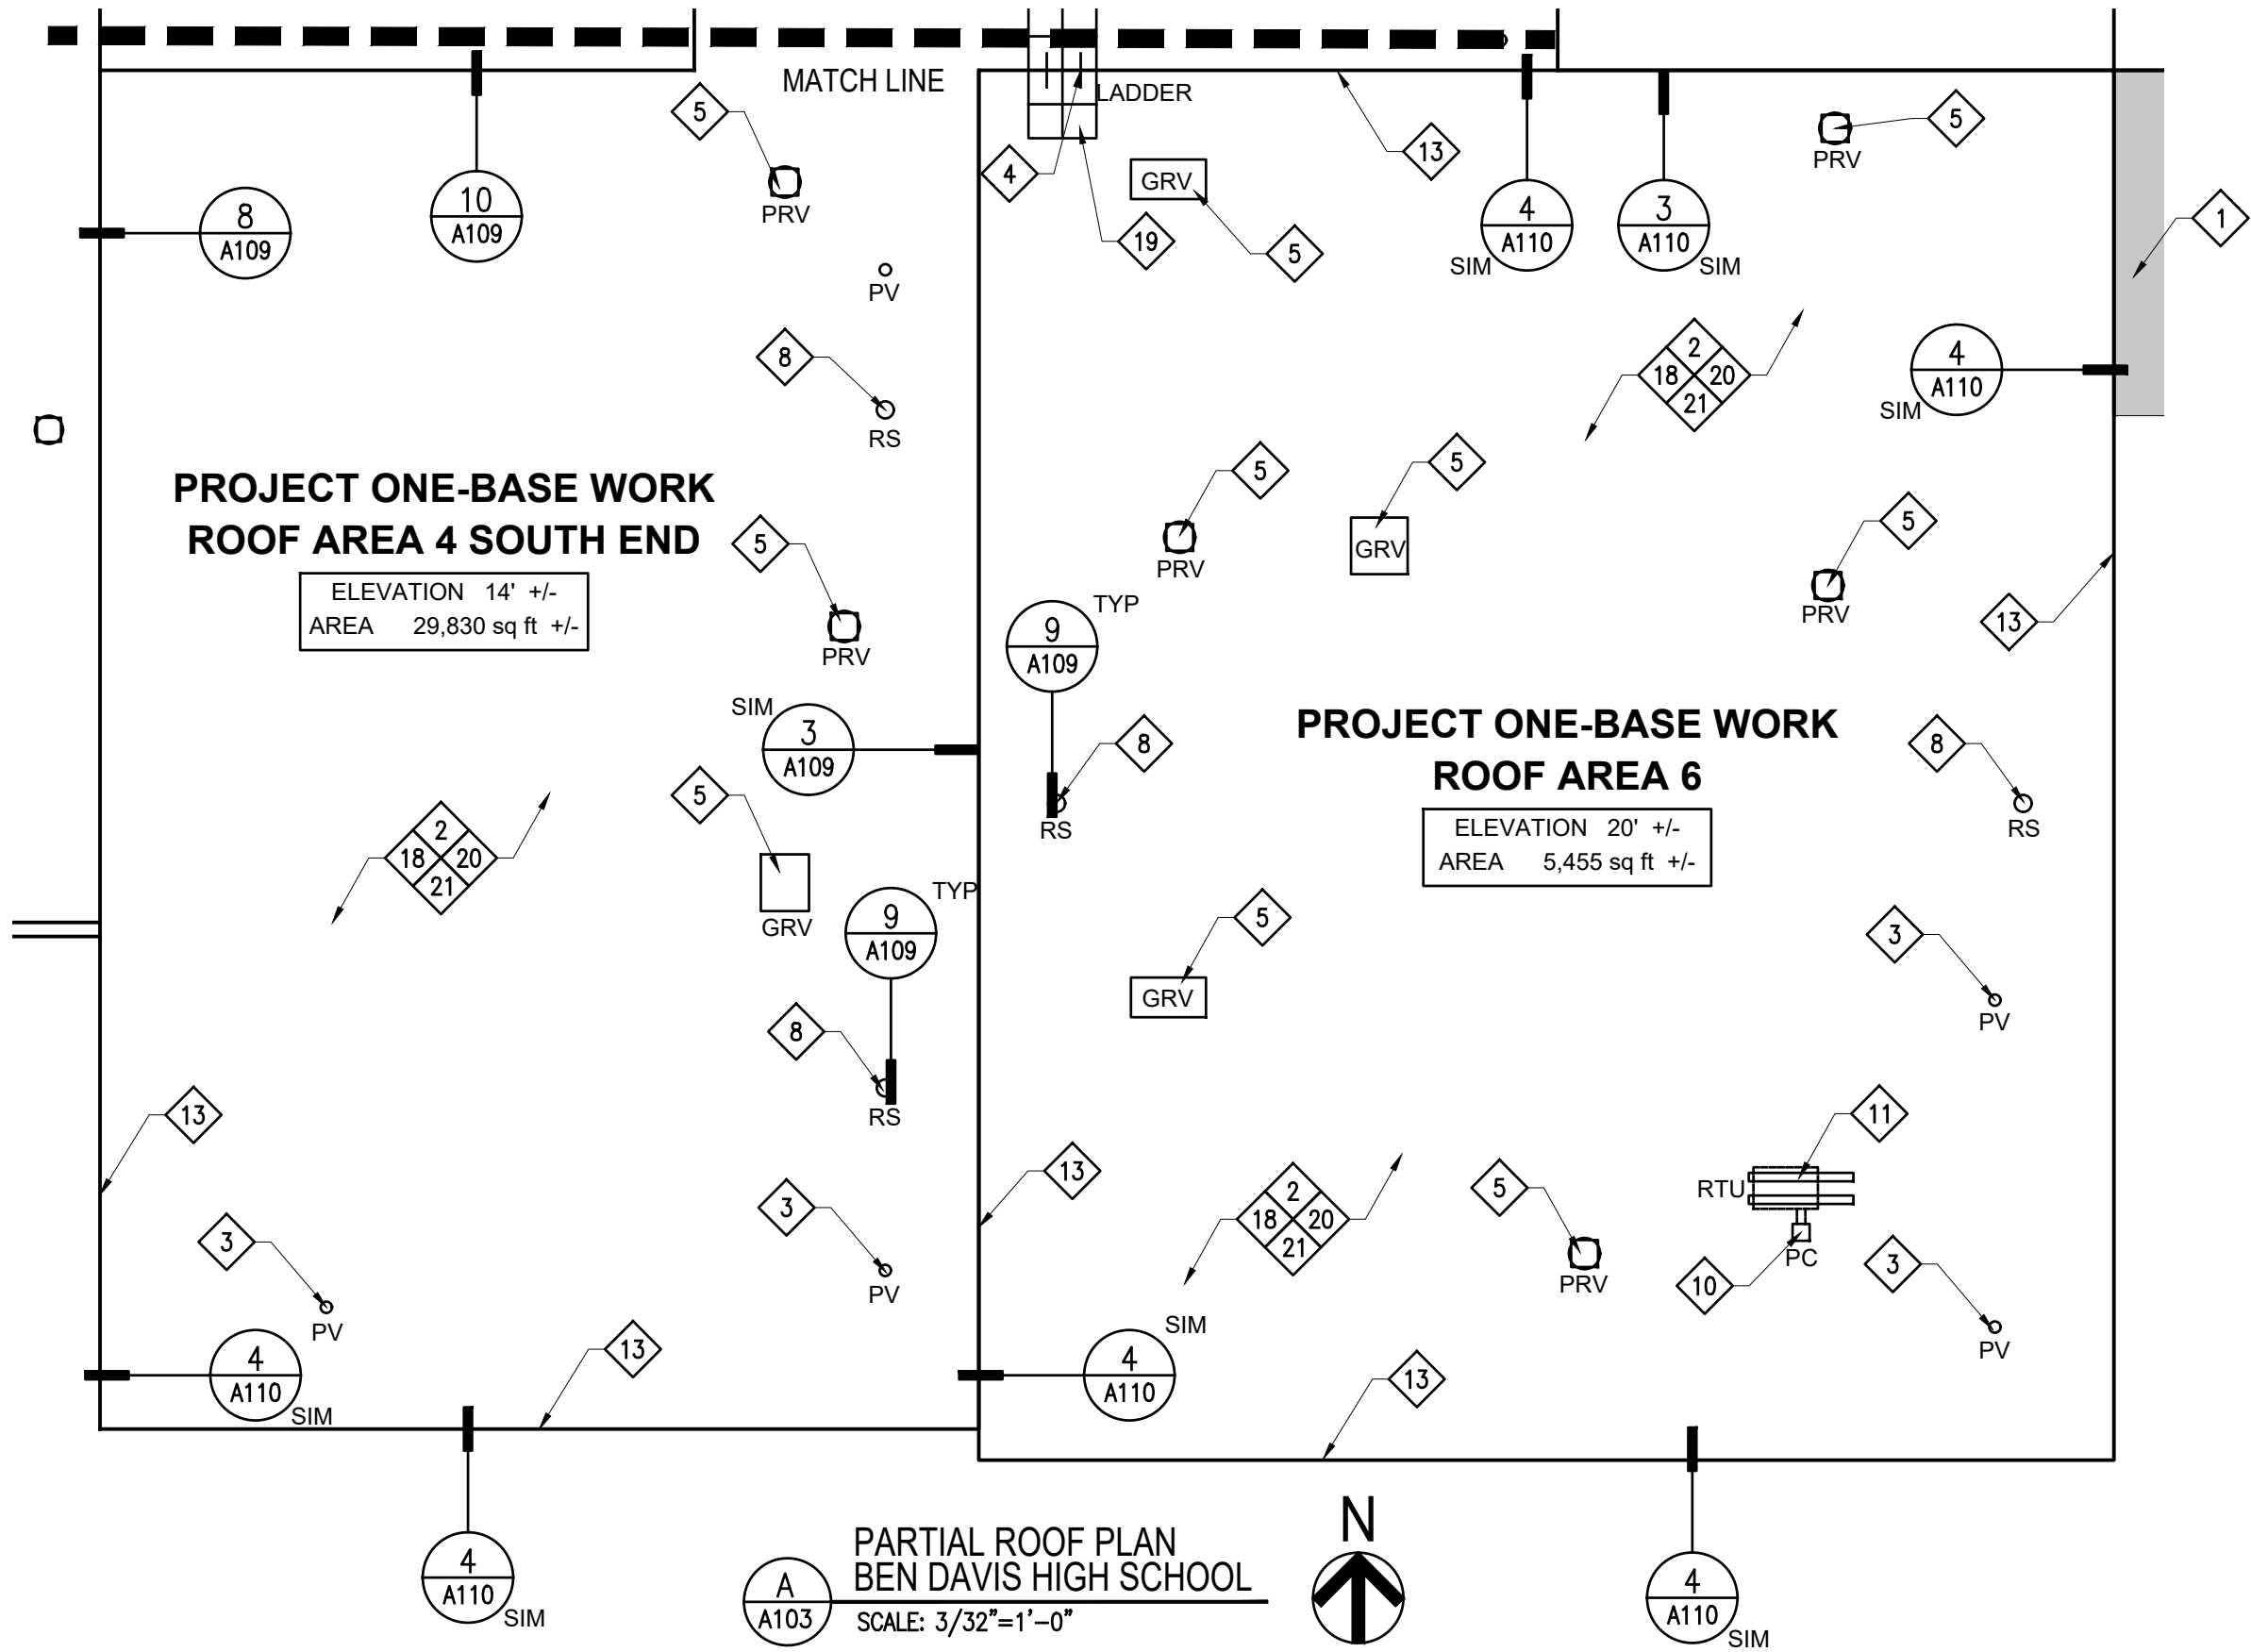 MATCH LINE
LADDER
5
PRV
10
A109
8
A109
4
19
GRV
5
13
4
A110
SIM
3
A110
SIM
5
PRV
1
PV
8
RS
2
18
20
21
4
A110
SIM
PROJECT ONE-BASE WORK
ROOF AREA 4 SOUTH END
ELEVATION 14' +/-
AREA 29,830 sq ft +/-
5
PRV
5
PRV
5
GRV
5
PRV
13
TYP
9
A109
8
RS
SIM
3
A109
PROJECT ONE-BASE WORK
ROOF AREA 6
ELEVATION 20' +/-
AREA 5,455 sq ft +/-
8
RS
2
18
20
21
5
GRV
TYP
9
A109
5
GRV
3
PV
8
RS
13
13
11
RTU
PC
10
3
PV
3
PV
3
PV
2
18
20
21
5
PRV
4
A110
SIM
13
SIM
4
A110
13
4
A110
SIM
4
A110
SIM
A
A103
PARTIAL ROOF PLAN
BEN DAVIS HIGH SCHOOL
SCALE: 3/32"=1'-0"
N